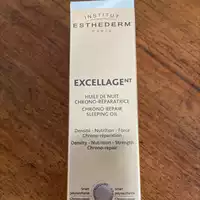 INSTITUT
ESTHEDERM
PARIS
EXCELLAGE
HUILE DE NUIT
CHRONO-RÉPARATRICE
CHRONO-REPAIR
SLEEPING OIL
Densité - Nutrition - Force
Chrono-réparation
Density - Nutrition - Strength
Chrono-repair